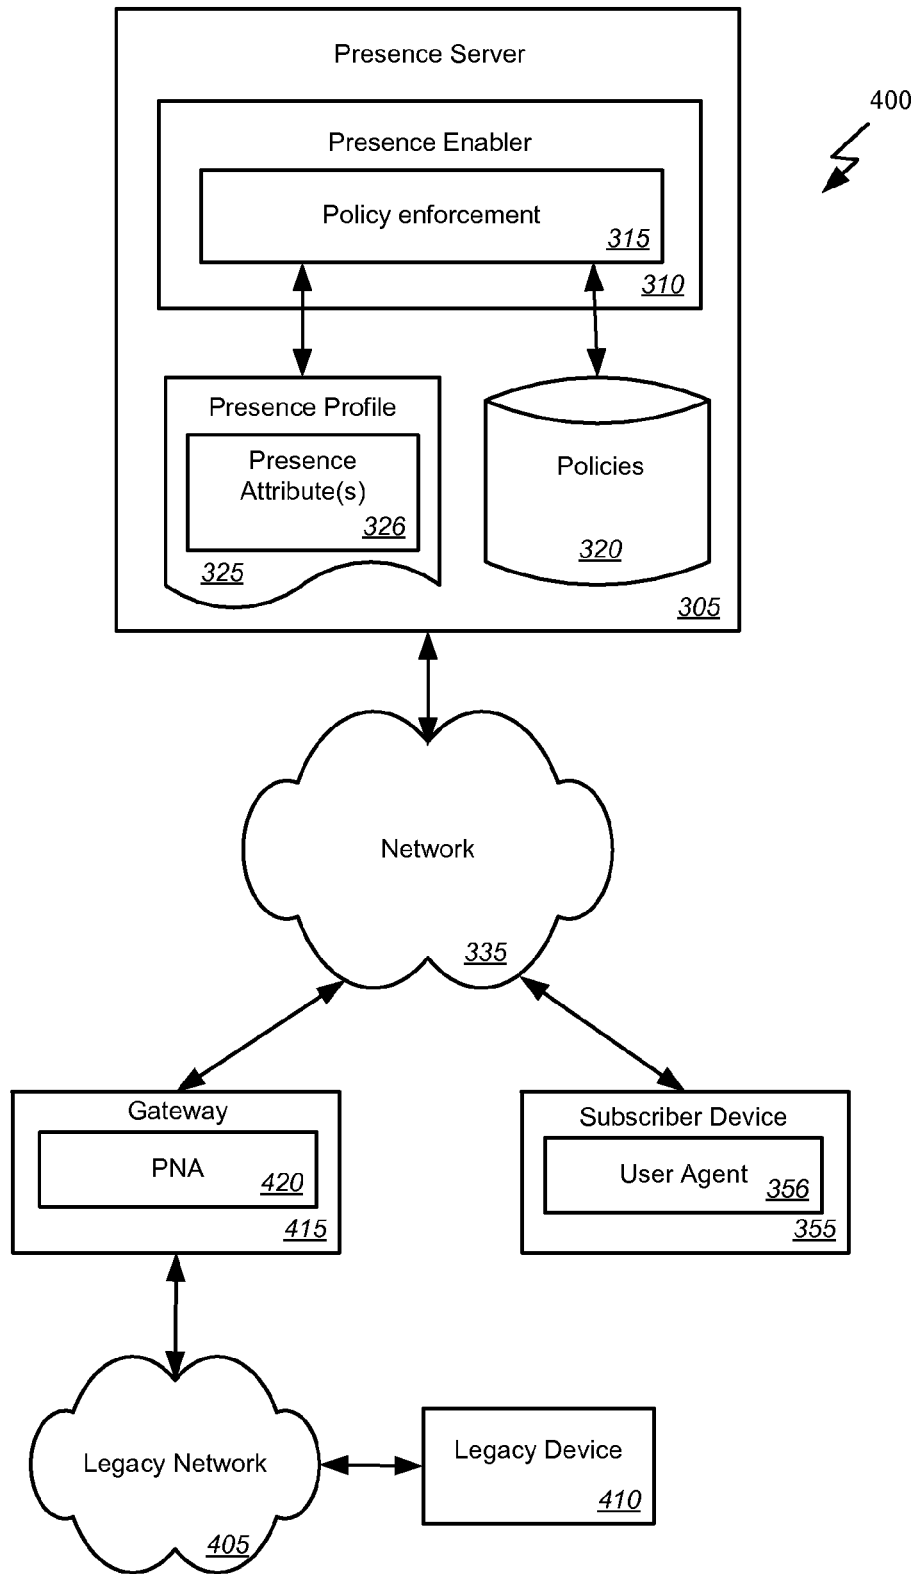 Presence Server
400
Presence Enabler
Policy enforcement
315
310
Presence Profile
Presence
Attribute(s)
326
325
Policies
320
305
Network
335
Gateway
PNA
420
415
Subscriber Device
User Agent
356
355
Legacy Network
405
Legacy Device
410